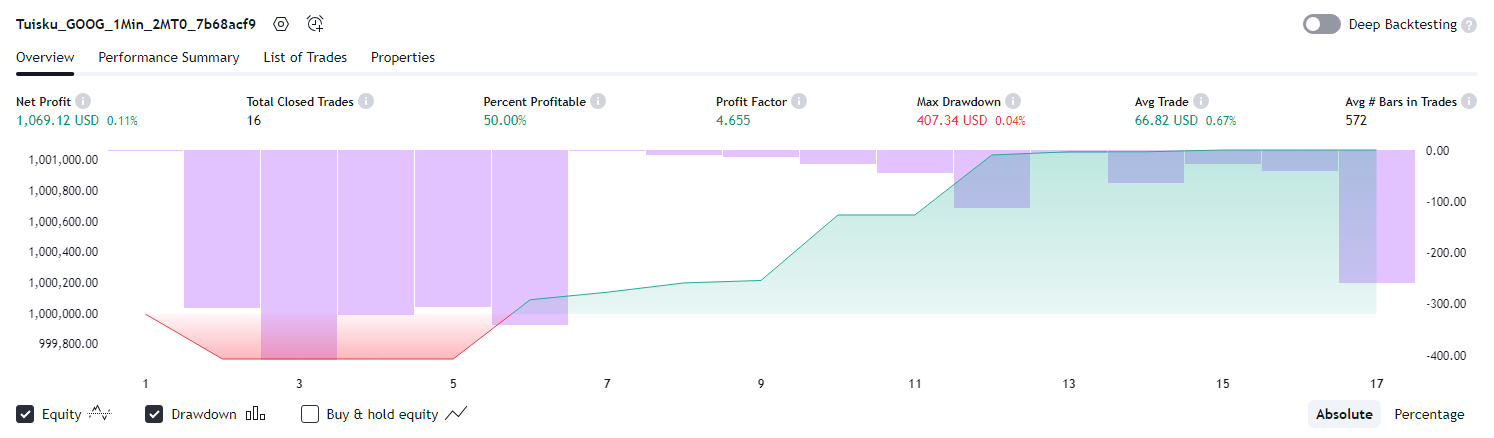 Tuisku_GOOG_1Min_2MT0_7b68acf9
Deep Backtesting ?
Overview Performance Summary List of Trades Properties
Net Profit i Total Closed Trades i Percent Profitable i Profit Factor i Max Drawdown i Avg Trade i Avg # Bars in Trades i
1,069.12 USD 0.11% 16 50.00% 4.655 407.34 USD 0.04% 66.82 USD 0.67% 572
1,001,000.00 0.00
1,000,800.00
1,000,600.00 -100.00
1,000,400.00 -200.00
1,000,200.00
1,000,000.00 -300.00
999,800.00 -400.00
1 3 5 7 9 11 13 15 17
Equity Drawdown Buy & hold equity Absolute Percentage